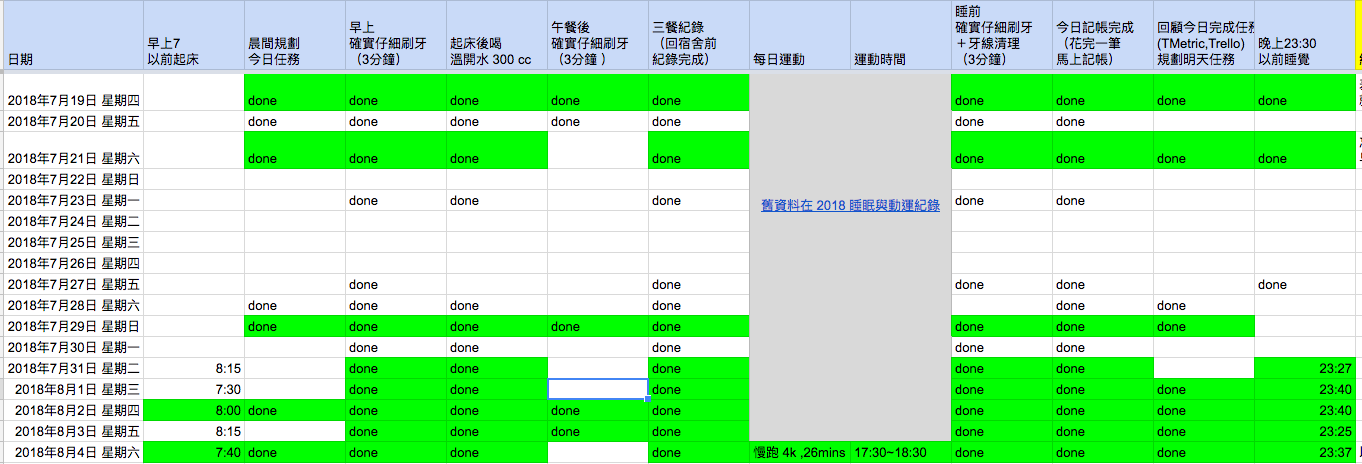 日期
早上7
以前起床
晨間規劃
今日任務
早上
確實仔細刷牙
（3分鐘）
起床後喝
溫開水 300 cc
午餐後
確實仔細刷牙
（3分鐘 ）
三餐紀錄
（回宿舍前
紀錄完成）
每日運動
運動時間
睡前
確實仔細刷牙
＋牙線清理
（3分鐘）
今日記帳完成
（花完一筆
馬上記帳）
回顧今日完成任務
(TMetric,Trello)
規劃明天任務
晚上23:30
以前睡覺
2018年7月19日 星期四 done done done done done done done done done
2018年7月20日 星期五 done done done done done done
2018年7月21日 星期六 done done done done done done done done
2018年7月22日 星期日
2018年7月23日 星期一 done done done done done
舊資料在 2018 睡眠與動運紀錄
2018年7月24日 星期二
2018年7月25日 星期三
2018年7月26日 星期四
2018年7月27日 星期五 done done done done done
2018年7月28日 星期六 done done done done done done
2018年7月29日 星期日 done done done done done done done done
2018年7月30日 星期一 done done done done done
2018年7月31日 星期二 8:15 done done done done done 23:27
2018年8月1日 星期三 7:30 done done done done done done 23:40
2018年8月2日 星期四 8:00 done done done done done done done done 23:40
2018年8月3日 星期五 8:15 done done done done done done done 23:25
2018年8月4日 星期六 7:40 done done done done 慢跑 4k ,26mins 17:30~18:30 done done done 23:37